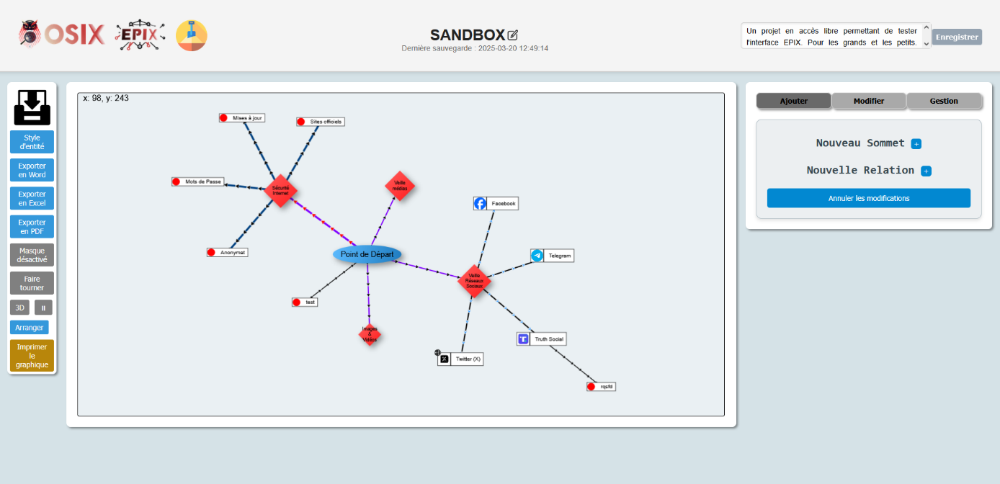 OSIX
EPIX
SANDBOX
Dernière sauvegarde : 2025-03-20 12:49:14
Un projet en accès libre permettant de tester
l'interface EPIX. Pour les grands et les petits.
Enregistrer
Style
d'entité
Exporter
en Word
Exporter
en Excel
Exporter
en PDF
Masque
désactivé
Faire
tourner
3D
Arranger
Imprimer
le
graphique
x: 98, y: 243
Mises à jour
Sites officiels
Mots de Passe
Sécurité
Internet
Veille
médias
Facebook
Anonymat
Point de Départ
Telegram
Veille
Réseaux
Sociaux
test
Images
&
Vidéos
Truth Social
Twitter (X)
rqsfd
Ajouter
Modifier
Gestion
Nouveau Sommet +
Nouvelle Relation +
Annuler les modifications